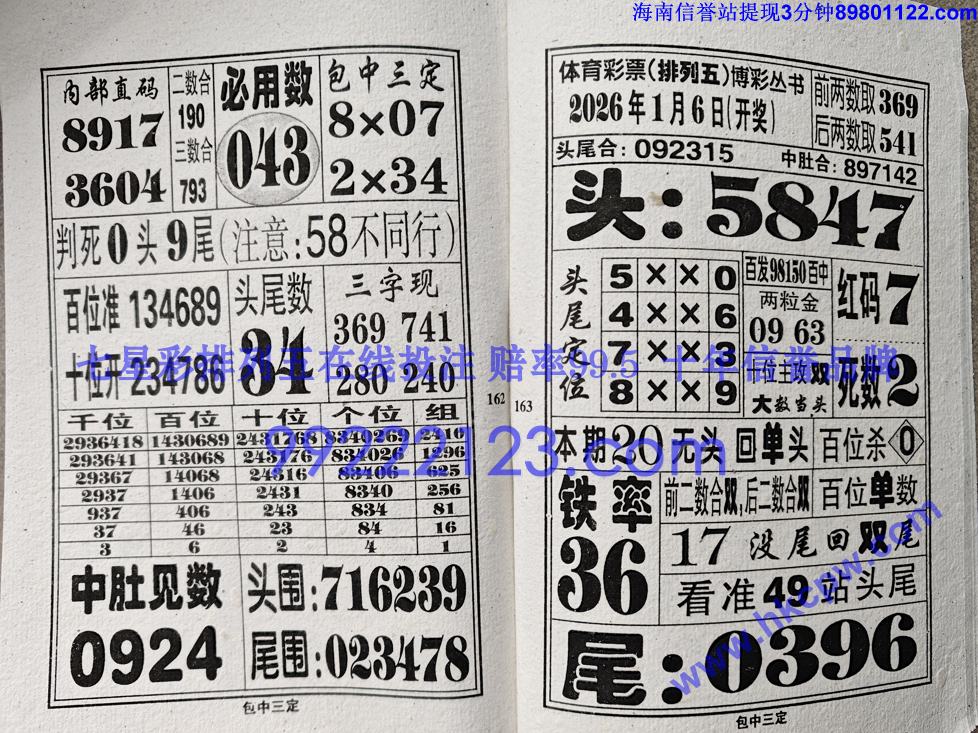 海南信誉站提现3分钟89801122.com
内部直码
8917
3604
二数合
190
三数合
793
必用数
043
包中三定
8×07
2×34
判死0头9尾(注意:58不同行)
百位准 134689
十位开 234786
头尾数
34
三字现
369 741
280 240
千位 百位 十位 个位 组
2936418 1430689 2431768 8340269 2416
293641 143068 243176 834026 1296
29367 14068 24316 83406 625
2937 1406 2431 8340 256
937 406 243 834 81
37 46 23 84 16
3 6 2 4 1
中肚见数
0924
头围:716239
尾围:023478
包中三定
162
体育彩票(排列五)博彩丛书
2026年1月6日(开奖)
前两数取369
后两数取541
头尾合:092315
中肚合:897142
头:5847
头尾定位
5××0
4××6
7××3
8××9
百发98150百中
两粒金
09 63
十位主攻双
大数当头
红码7
死数2
本期20无头 回单头
百位杀0
铁率
36
前二数合双,后二数合双
百位单数
17没尾回双尾
看准49站头尾
尾:0396
包中三定
163
七星彩排列五在线投注 赔率99.5 十年信誉品牌
99322123.com
www.hkcpw.com